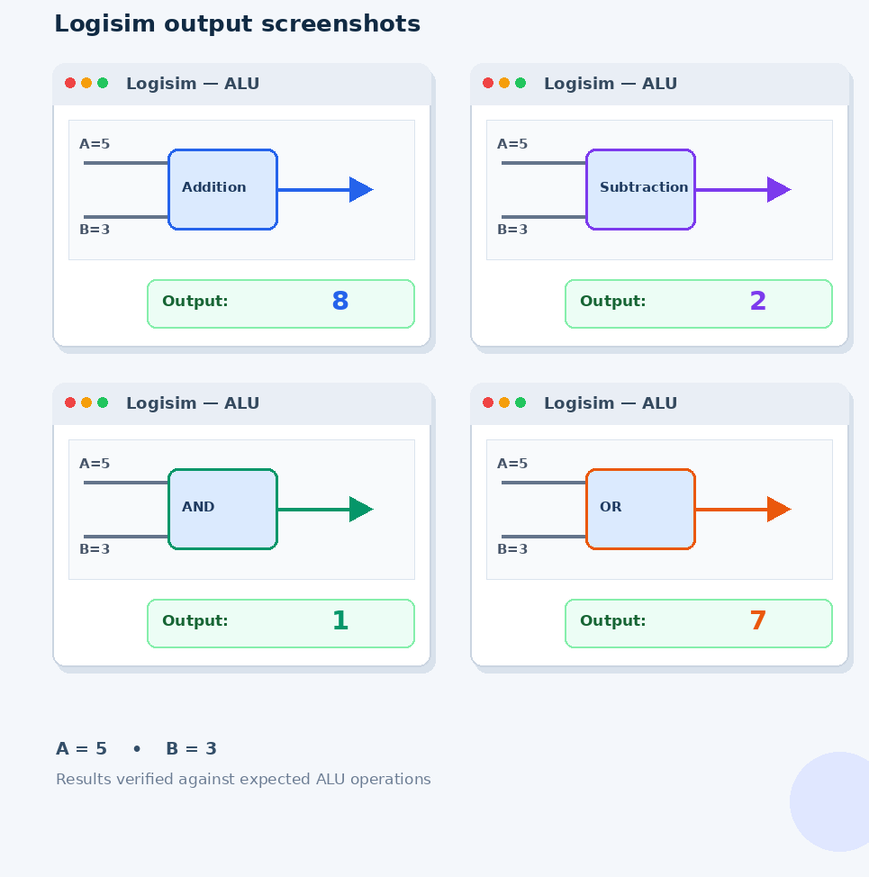 Logisim output screenshots
Logisim — ALU
A=5
Addition
B=3
Output: 8
Logisim — ALU
A=5
Subtraction
B=3
Output: 2
Logisim — ALU
A=5
AND
B=3
Output: 1
Logisim — ALU
A=5
OR
B=3
Output: 7
A = 5 • B = 3
Results verified against expected ALU operations